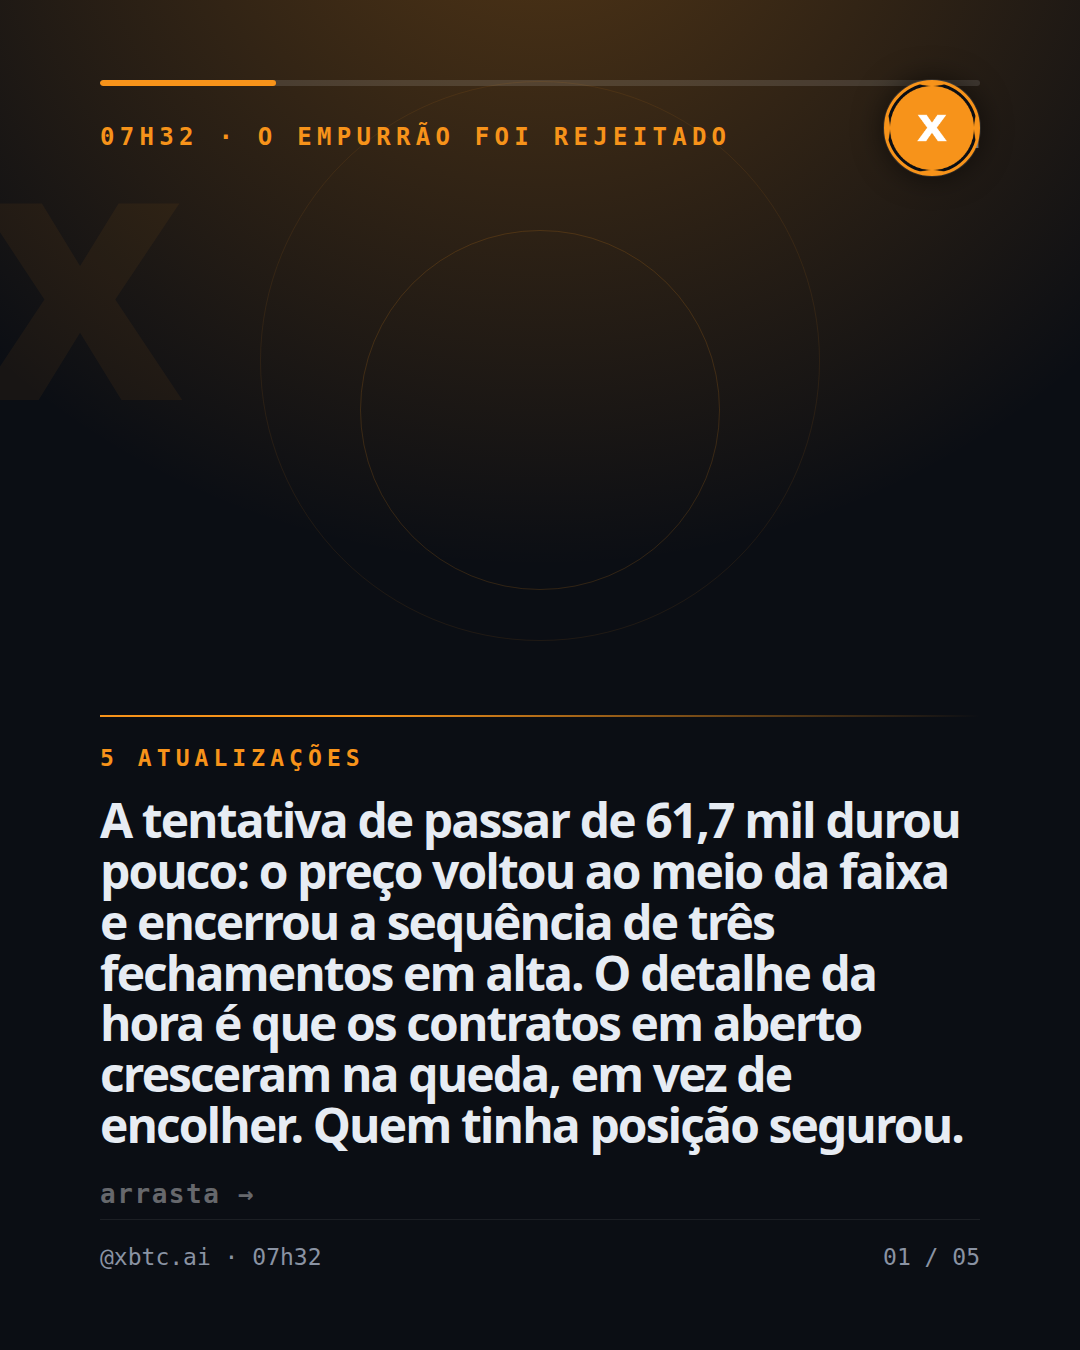 07H32 · O EMPURRÃO FOI REJEITADO
X
X
5 ATUALIZAÇÕES
A tentativa de passar de 61,7 mil durou
pouco: o preço voltou ao meio da faixa
e encerrou a sequência de três
fechamentos em alta. O detalhe da
hora é que os contratos em aberto
cresceram na queda, em vez de
encolher. Quem tinha posição segurou.
arrasta →
@xbtc.ai · 07h32
01 / 05